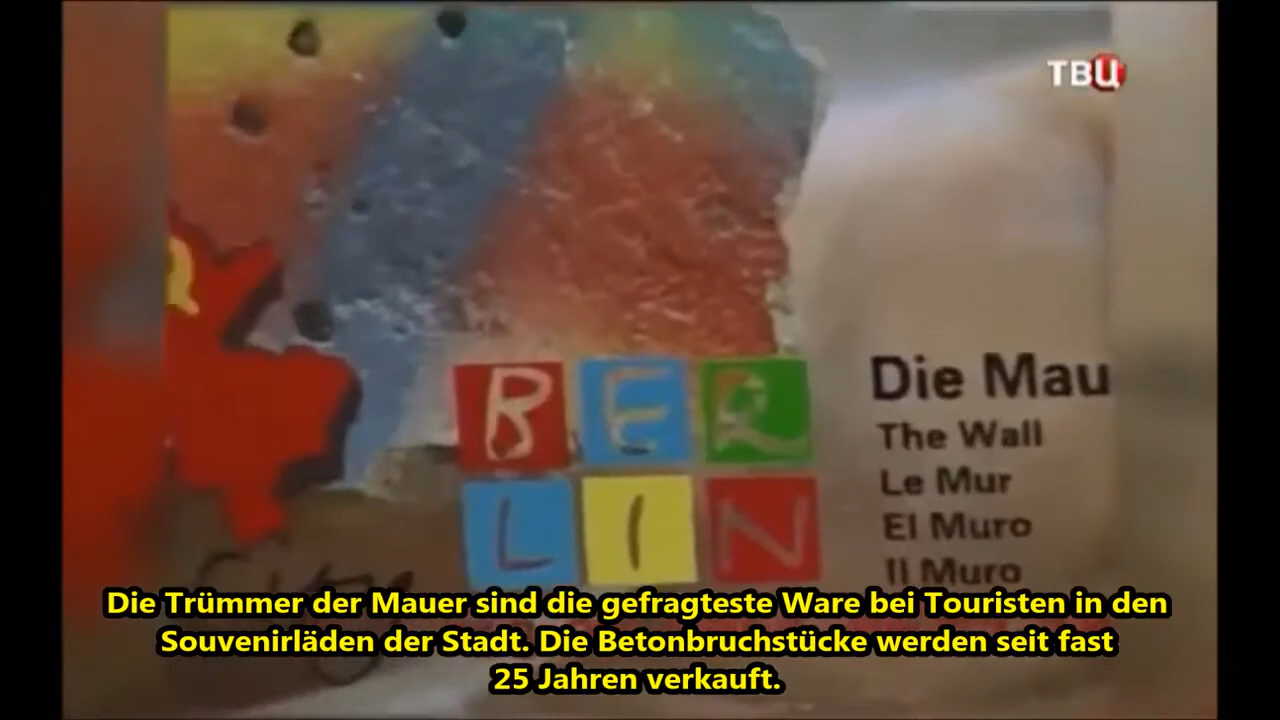 ТВЦ
BER
LIN
Die Mau
The Wall
Le Mur
El Muro
Il Muro
Die Trümmer der Mauer sind die gefragteste Ware bei Touristen in den
Souvenirläden der Stadt. Die Betonbruchstücke werden seit fast
25 Jahren verkauft.